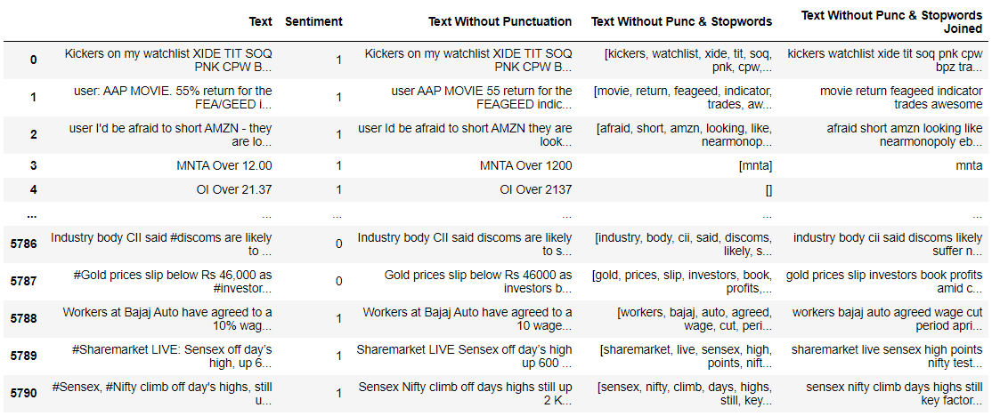 Text Sentiment Text Without Punctuation Text Without Punc & Stopwords Text Without Punc & Stopwords
Joined
0 Kickers on my watchlist XIDE TIT SOQ 1 Kickers on my watchlist XIDE TIT SOQ [kickers, watchlist, xide, tit, soq, kickers watchlist xide tit soq pnk cpw
PNK CPW B... PNK CPW B... pnk, cpw,... bpz tra...
1 user: AAP MOVIE. 55% return for the 1 user AAP MOVIE 55 return for the [movie, return, feageed, indicator, movie return feageed indicator
FEA/GEED i... FEAGEED indic... trades, aw... trades awesome
2 user I'd be afraid to short AMZN - they 1 user Id be afraid to short AMZN they are [afraid, short, amzn, looking, like, afraid short amzn looking like
are lo... look... nearmonop... nearmonopoly eb...
3 MNTA Over 12.00 1 MNTA Over 1200 [mnta] mnta
4 OI Over 21.37 1 OI Over 2137 []
... ... ... ... ... ...
5786 Industry body CII said #discoms are likely 0 Industry body CII said discoms are likely [industry, body, cii, said, discoms, industry body cii said discoms likely
to ... to s... likely, s... suffer n...
5787 #Gold prices slip below Rs 46,000 as 0 Gold prices slip below Rs 46000 as [gold, prices, slip, investors, book, gold prices slip investors book profits
#investor... investors b... profits,... amid c...
5788 Workers at Bajaj Auto have agreed to a 1 Workers at Bajaj Auto have agreed to a [workers, bajaj, auto, agreed, workers bajaj auto agreed wage cut
10% wag... 10 wage... wage, cut, peri... period apri...
5789 #Sharemarket LIVE: Sensex off day's 1 Sharemarket LIVE Sensex off day's high [sharemarket, live, sensex, high, sharemarket live sensex high points
high, up 6... up 600 ... points, nift... nifty test...
5790 #Sensex, #Nifty climb off day's highs, still 1 Sensex Nifty climb off days highs still up [sensex, nifty, climb, days, highs, sensex nifty climb days highs still
u... 2 K... still, key... key factor...